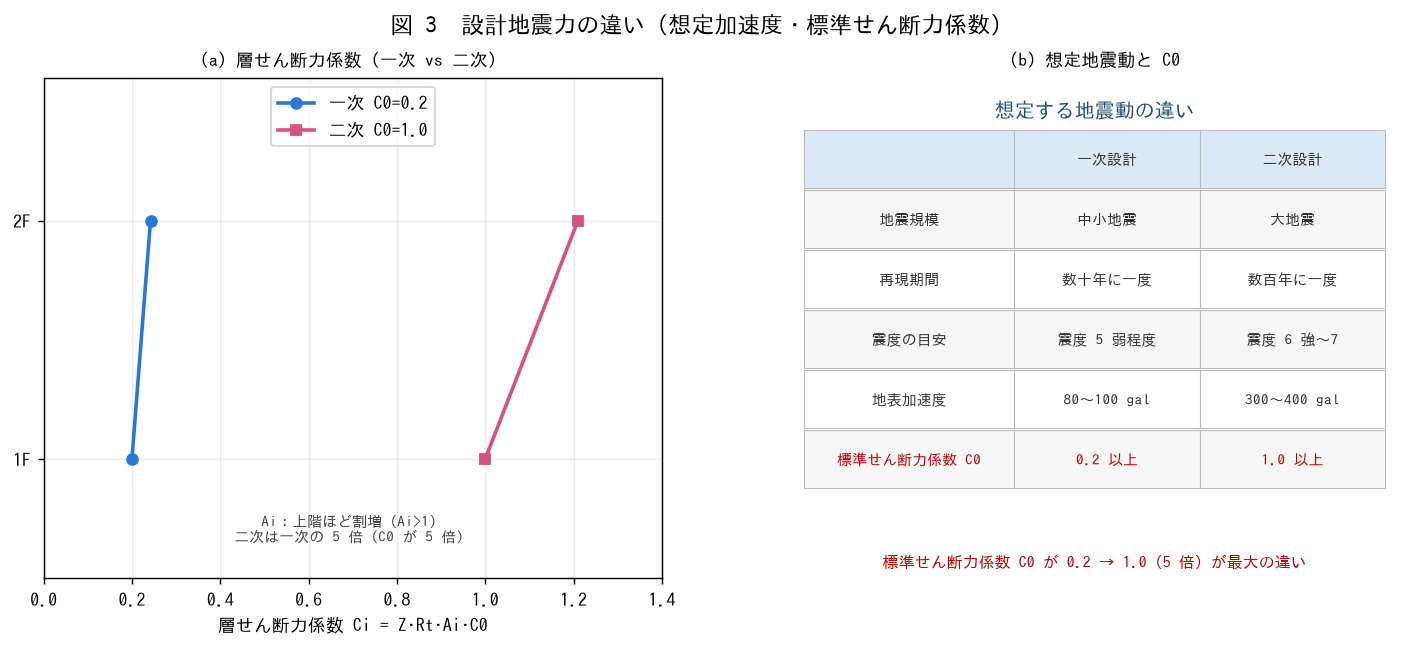 図 3　設計地震力の違い（想定加速度・標準せん断力係数）
(a) 層せん断力係数（一次 vs 二次）
一次 C0=0.2
二次 C0=1.0
2F
1F
Ai：上階ほど割増（Ai>1）
二次は一次の 5 倍（C0 が 5 倍）
0.0 0.2 0.4 0.6 0.8 1.0 1.2 1.4
層せん断力係数 Ci = Z·Rt·Ai·C0
(b) 想定地震動と C0
想定する地震動の違い
一次設計 二次設計
地震規模 中小地震 大地震
再現期間 数十年に一度 数百年に一度
震度の目安 震度 5 弱程度 震度 6 強〜7
地表加速度 80〜100 gal 300〜400 gal
標準せん断力係数 C0 0.2 以上 1.0 以上
標準せん断力係数 C0 が 0.2 → 1.0（5 倍）が最大の違い